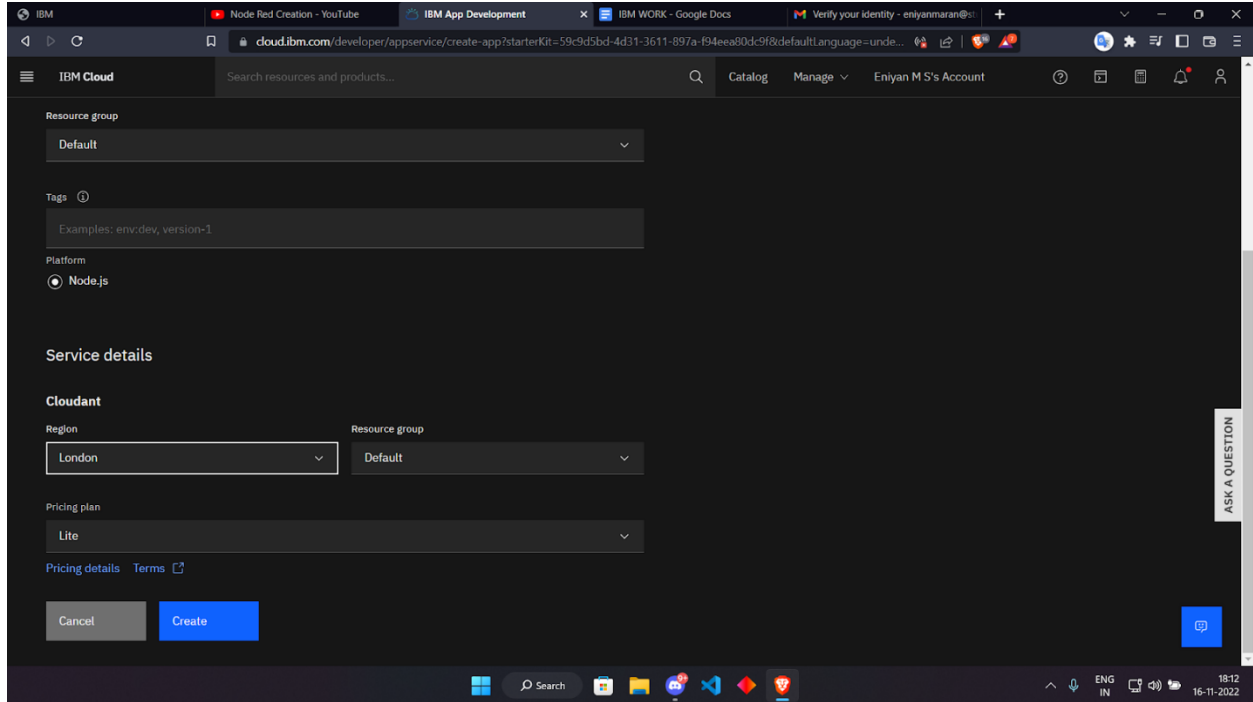 IBM
Node Red Creation - YouTube
IBM App Development
IBM WORK - Google Docs
Verify your identity - eniyanmaran@st
cloud.ibm.com/developer/appservice/create-app?starterKit=59c9d5bd-4d31-3611-897a-f94eea80dc9f&defaultLanguage=unde...
IBM Cloud
Search resources and products...
Catalog
Manage
Eniyan M S's Account
Resource group
Default
Tags
Examples: env:dev, version-1
Platform
Node.js
Service details
Cloudant
Region
Resource group
London
Default
Pricing plan
Lite
Pricing details Terms
Cancel
Create
ASK A QUESTION
Search
ENG
IN
18:12
16-11-2022